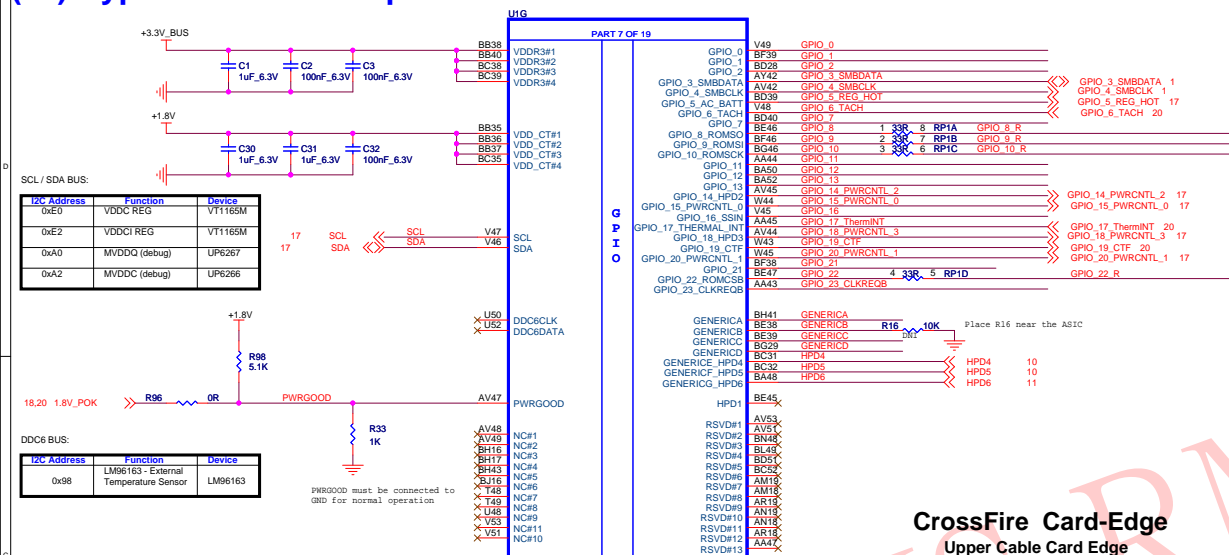 U1G
PART 7 OF 19
+3.3V_BUS
C1
1uF_6.3V
C2
100nF_6.3V
C3
100nF_6.3V
BB38 VDDR3#1
BB40 VDDR3#2
BC38 VDDR3#3
BC39 VDDR3#4
+1.8V
C30
1uF_6.3V
C31
1uF_6.3V
C32
100nF_6.3V
BB35 VDD_CT#1
BB36 VDD_CT#2
BB37 VDD_CT#3
BC35 VDD_CT#4
D
SCL / SDA BUS:
I2C Address Function Device
0xE0 VDDC REG VT1165M
0xE2 VDDCI REG VT1165M
0xA0 MVDDQ (debug) UP6267
0xA2 MVDDC (debug) UP6266
17 SCL SCL V47 SCL
17 SDA SDA V46 SDA
U50 DDC6CLK
U52 DDC6DATA
+1.8V
R98
5.1K
18,20 1.8V_POK R96 0R PWRGOOD AV47 PWRGOOD
R33
1K
PWRGOOD must be connected to
GND for normal operation
DDC6 BUS:
I2C Address Function Device
0x98 LM96163 - External Temperature Sensor LM96163
AV48 NC#1
AV49 NC#2
BH16 NC#3
BH17 NC#4
BH43 NC#5
BJ16 NC#6
T48 NC#7
T49 NC#8
U48 NC#9
V53 NC#11
V51 NC#10
GPIO
GPIO_0 V49 GPIO_0
GPIO_1 BF39 GPIO_1
GPIO_2 BD28 GPIO_2
GPIO_3_SMBDATA AY42 GPIO_3_SMBDATA GPIO_3_SMBDATA 1
GPIO_4_SMBCLK AV42 GPIO_4_SMBCLK GPIO_4_SMBCLK 1
GPIO_5_AC_BATT BD39 GPIO_5_REG_HOT GPIO_5_REG_HOT 17
GPIO_6_TACH V48 GPIO_6_TACH GPIO_6_TACH 20
GPIO_7 BD40 GPIO_7
GPIO_8_ROMSO BE46 GPIO_8 1 33R 8 RP1A GPIO_8_R
GPIO_9_ROMSI BF46 GPIO_9 2 33R 7 RP1B GPIO_9_R
GPIO_10_ROMSCK BG46 GPIO_10 3 33R 6 RP1C GPIO_10_R
GPIO_11 AA44 GPIO_11
GPIO_12 BA50 GPIO_12
GPIO_13 BA52 GPIO_13
GPIO_14_HPD2 AV45 GPIO_14_PWRCNTL_2 GPIO_14_PWRCNTL_2 17
GPIO_15_PWRCNTL_0 W44 GPIO_15_PWRCNTL_0 GPIO_15_PWRCNTL_0 17
GPIO_16_SSIN V45 GPIO_16
GPIO_17_THERMAL_INT AA45 GPIO_17_ThermINT GPIO_17_ThermINT 20
GPIO_18_HPD3 AV44 GPIO_18_PWRCNTL_3 GPIO_18_PWRCNTL_3 17
GPIO_19_CTF W43 GPIO_19_CTF GPIO_19_CTF 20
GPIO_20_PWRCNTL_1 W45 GPIO_20_PWRCNTL_1 GPIO_20_PWRCNTL_1 17
GPIO_21 BF38 GPIO_21
GPIO_22_ROMCSB BE47 GPIO_22 4 33R 5 RP1D GPIO_22_R
GPIO_23_CLKREQB AA43 GPIO_23_CLKREQB
GENERICA BH41 GENERICA
GENERICB BE38 GENERICB R16 10K
DNI
Place R16 near the ASIC
GENERICC BE39 GENERICC
GENERICD BG29 GENERICD
GENERICE_HPD4 BC31 HPD4 HPD4 10
GENERICF_HPD5 BC32 HPD5 HPD5 10
GENERICG_HPD6 BA48 HPD6 HPD6 11
HPD1 BE45
RSVD#1 AV53
RSVD#2 AV51
RSVD#3 BN48
RSVD#4 BL49
RSVD#5 BD51
RSVD#6 BC52
RSVD#7 AM19
RSVD#8 AM18
RSVD#9 AR19
RSVD#10 AN19
RSVD#11 AN18
RSVD#12 AR18
RSVD#13 AA47
CrossFire Card-Edge
Upper Cable Card Edge